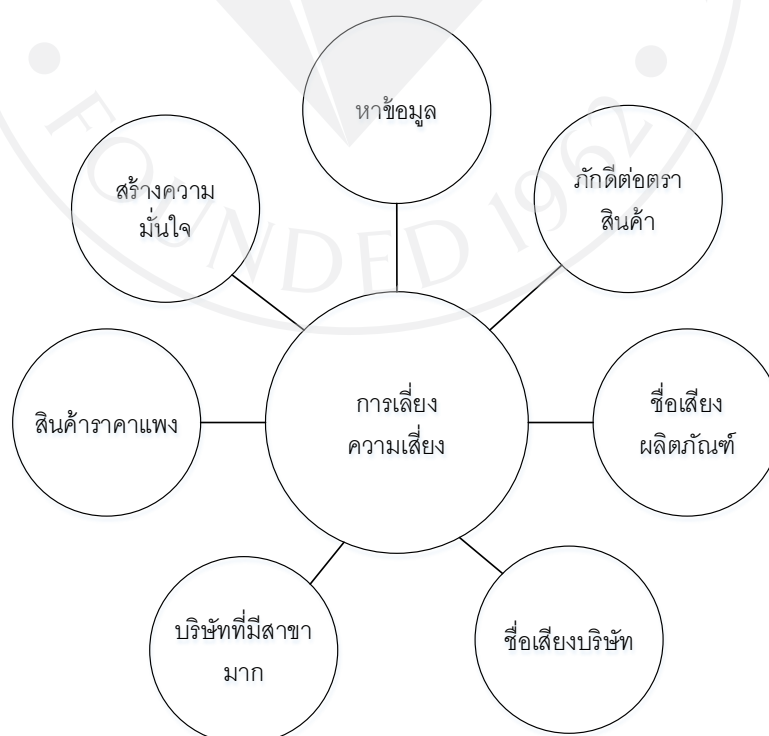 หาข้อมูล
ภักดีต่อตรา
สินค้า
ชื่อเสียง
ผลิตภัณฑ์
ชื่อเสียงบริษัท
บริษัทที่มีสาขา
มาก
สินค้าราคาแพง
สร้างความ
มั่นใจ
การเลี่ยง
ความเสี่ยง
FOUNDED 1962